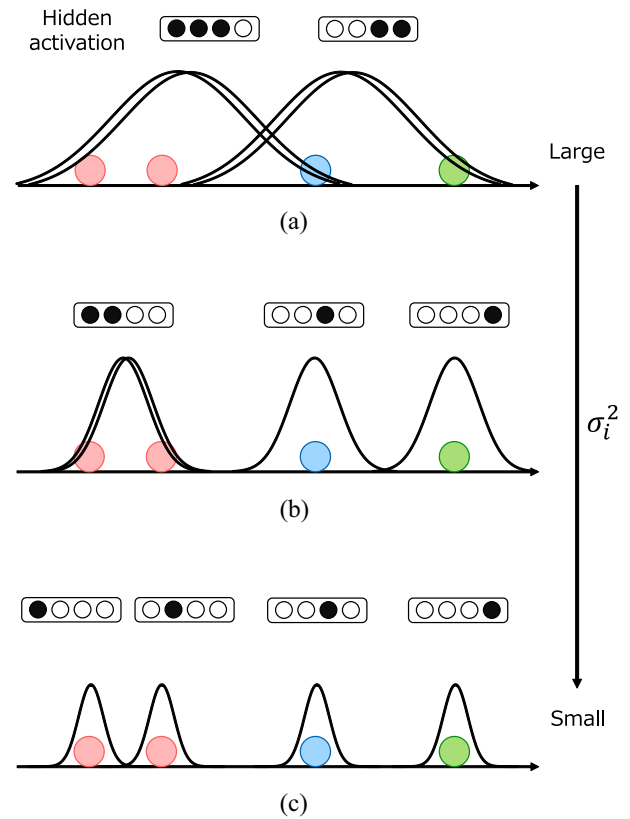 Hidden
activation
Large
(a)
σ_i^2
(b)
Small
(c)